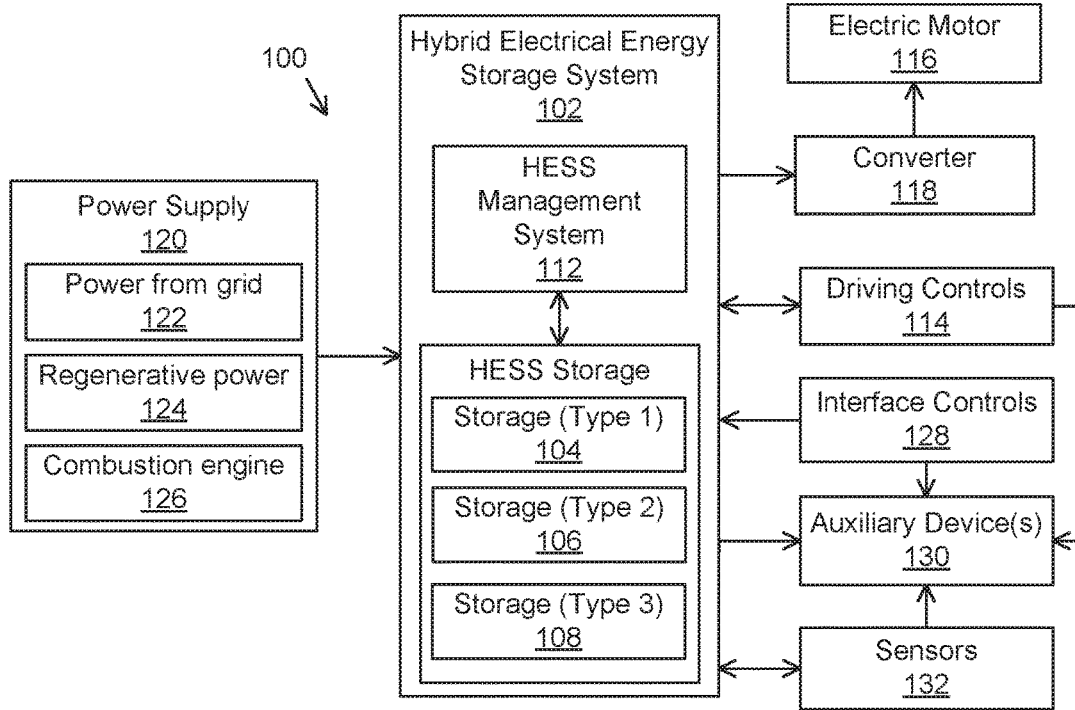 100
Power Supply
120
Power from grid
122
Regenerative power
124
Combustion engine
126
Hybrid Electrical Energy
Storage System
102
HESS
Management
System
112
HESS Storage
Storage (Type 1)
104
Storage (Type 2)
106
Storage (Type 3)
108
Electric Motor
116
Converter
118
Driving Controls
114
Interface Controls
128
Auxiliary Device(s)
130
Sensors
132